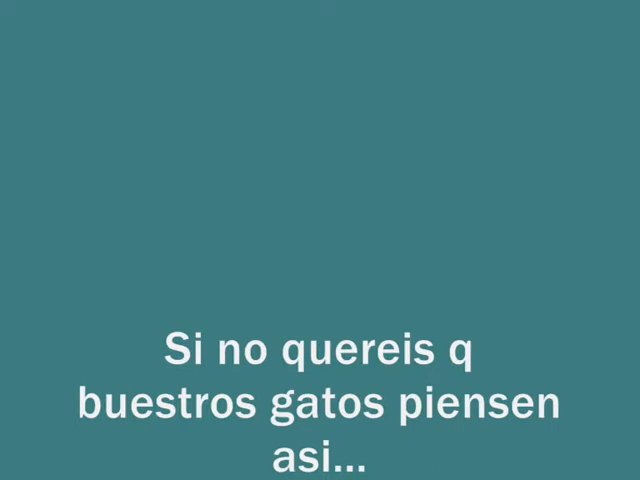 Si no quereis q
buestros gatos piensen
asi...